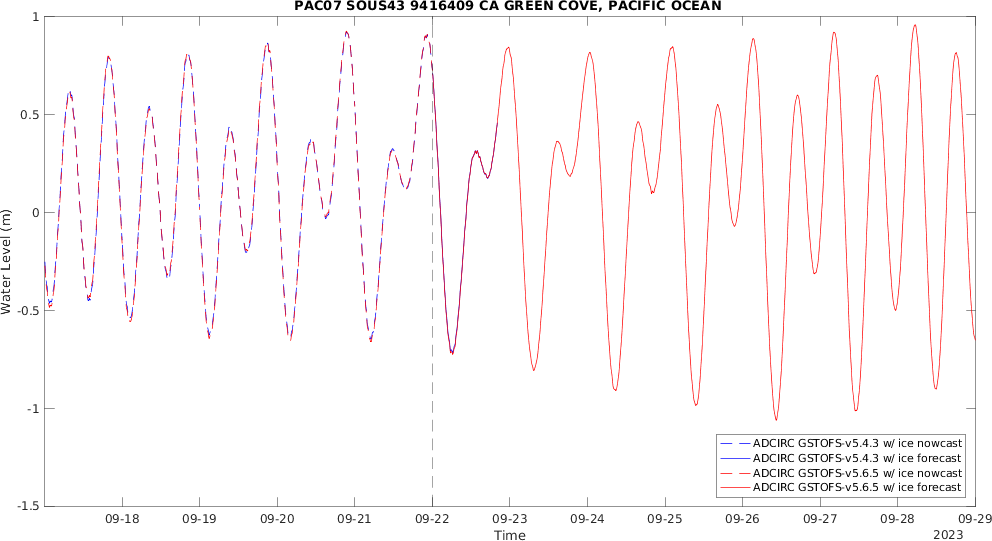 PAC07 SOUS43 9416409 CA GREEN COVE, PACIFIC OCEAN
1
0.5
0
-0.5
-1
-1.5
Water Level (m)
09-18 09-19 09-20 09-21 09-22 09-23 09-24 09-25 09-26 09-27 09-28 09-29
Time
2023
ADCIRC GSTOFS-v5.4.3 w/ ice nowcast
ADCIRC GSTOFS-v5.4.3 w/ ice forecast
ADCIRC GSTOFS-v5.6.5 w/ ice nowcast
ADCIRC GSTOFS-v5.6.5 w/ ice forecast